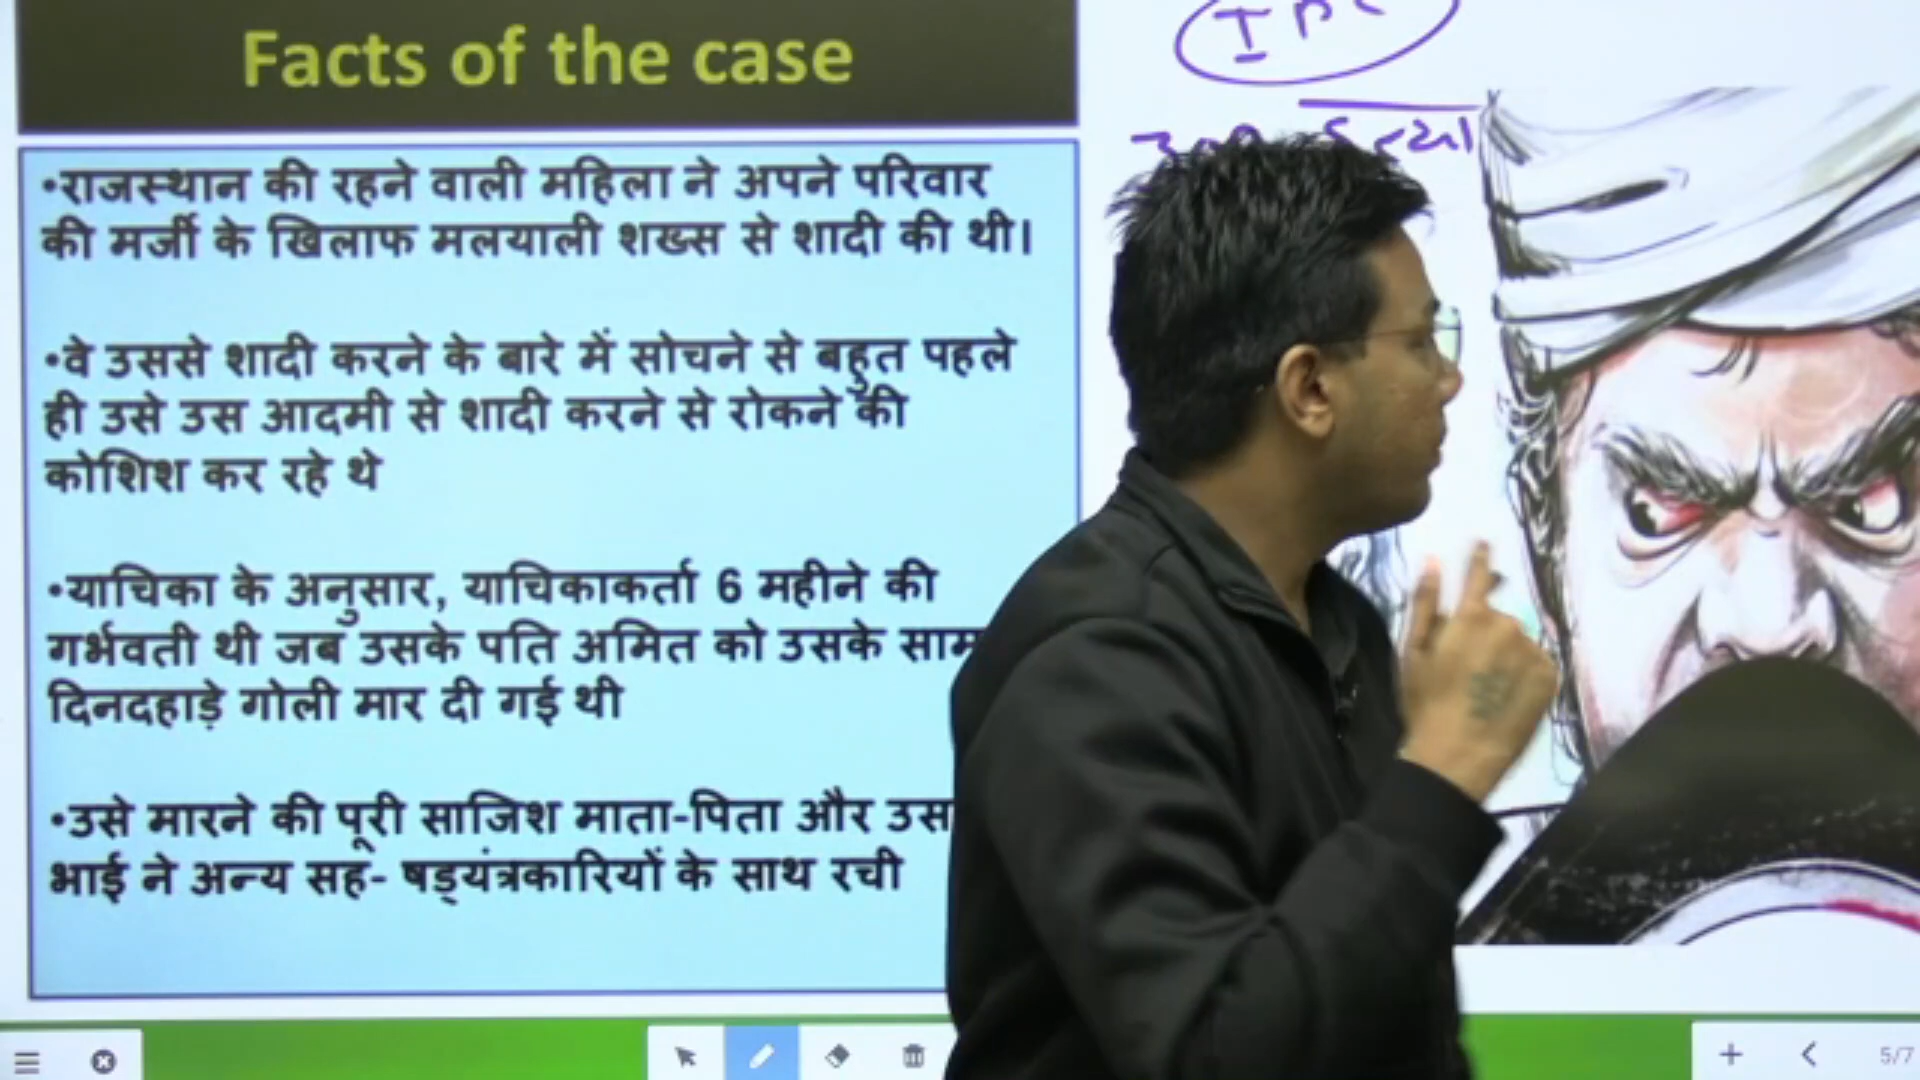 Facts of the case
•राजस्थान की रहने वाली महिला ने अपने परिवार
की मर्जी के खिलाफ मलयाली शख्स से शादी की थी।
•वे उससे शादी करने के बारे में सोचने से बहुत पहले
ही उसे उस आदमी से शादी करने से रोकने की
कोशिश कर रहे थे
•याचिका के अनुसार, याचिकाकर्ता 6 महीने की
गर्भवती थी जब उसके पति अमित को उसके
दिनदहाड़े गोली मार दी गई थी
•उसे मारने की पूरी साजिश माता-पिता और
भाई ने अन्य सह- षड्यंत्रकारियों के साथ रची
IPC
5/7